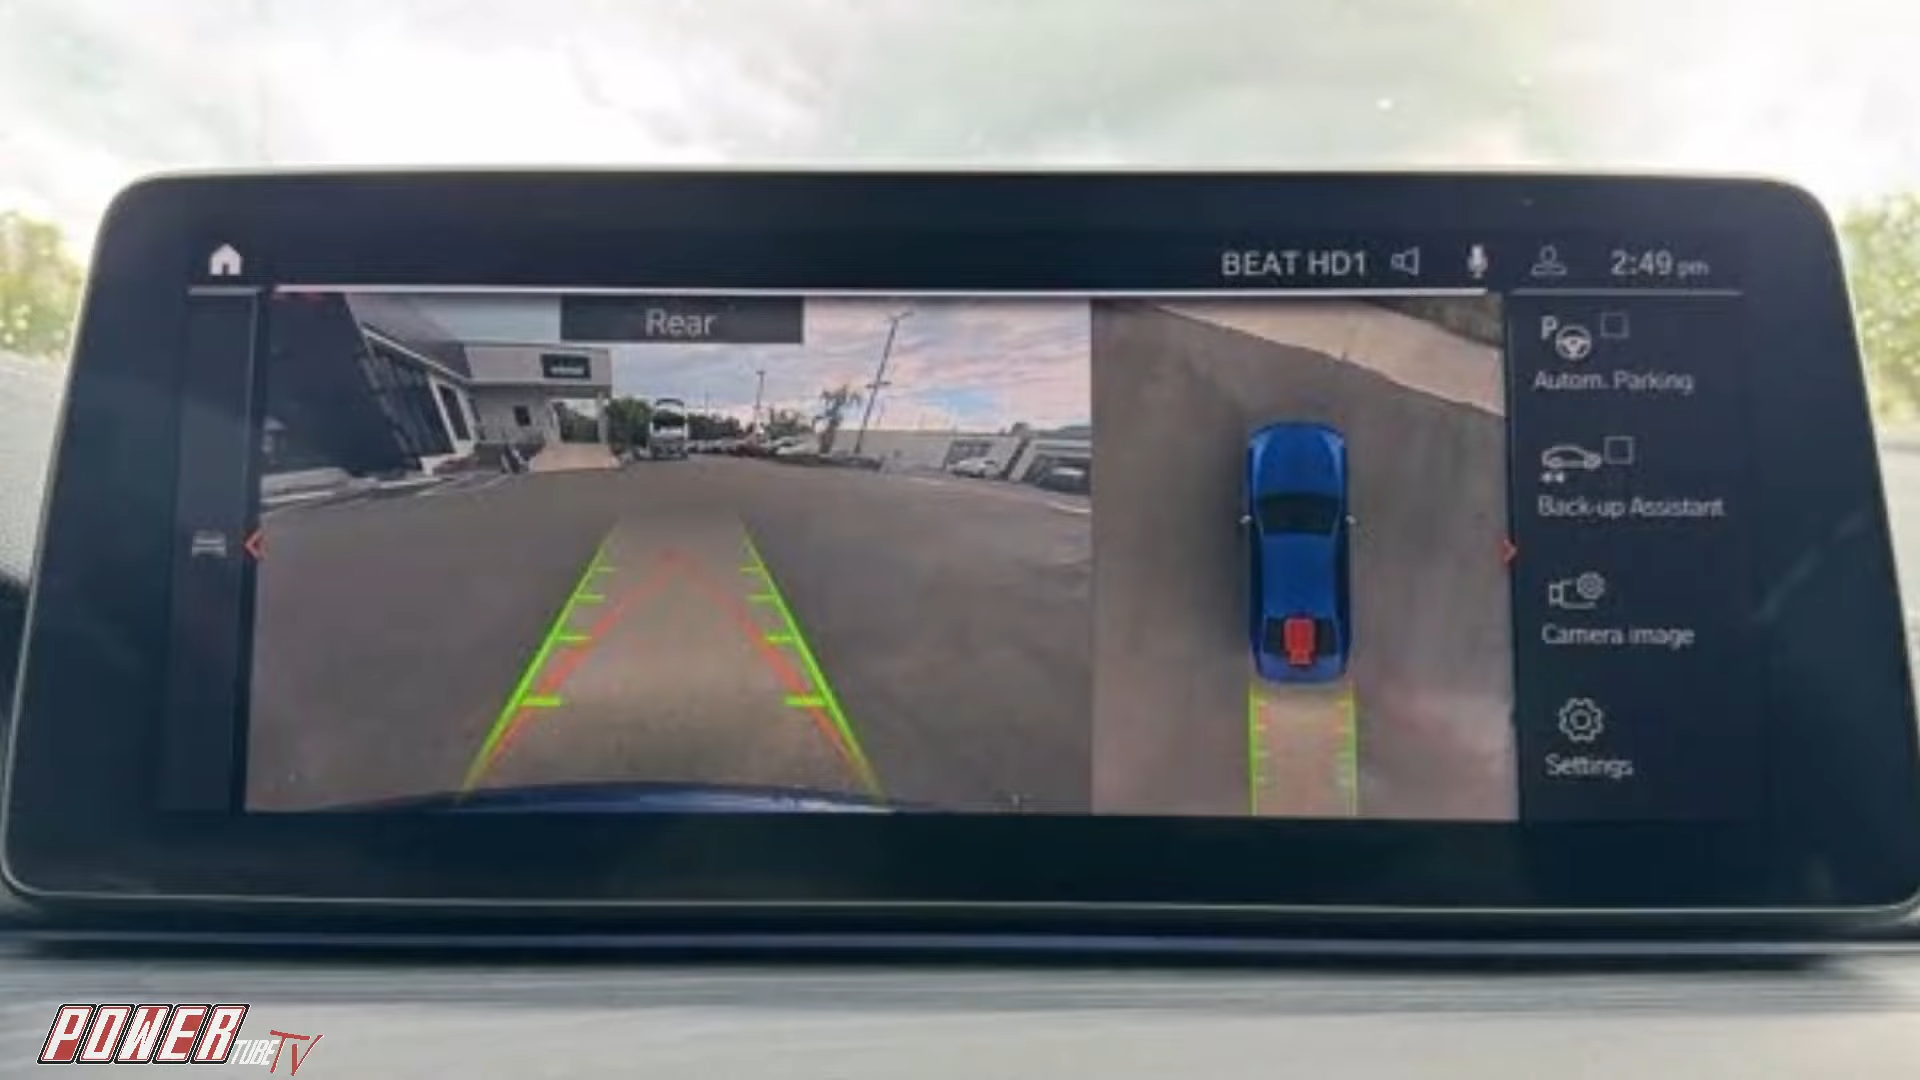 BEAT HD1
2:49 pm
Rear
P
Autom. Parking
Back-up Assistant
Camera image
Settings
POWER TUBE TV